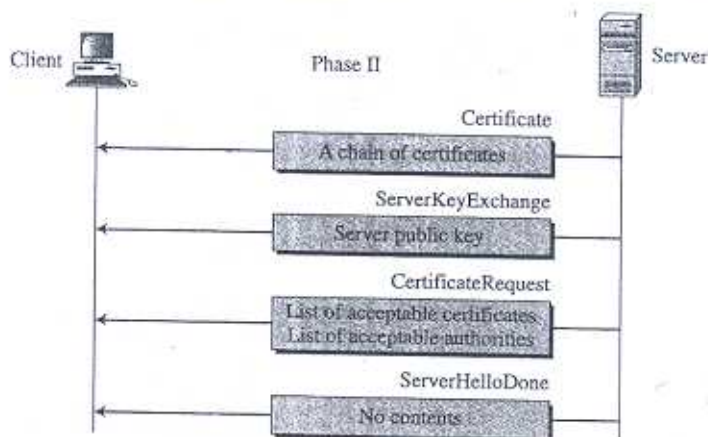 Client
Phase II
Server
Certificate
A chain of certificates
ServerKeyExchange
Server public key
CertificateRequest
List of acceptable certificates
List of acceptable authorities
ServerHelloDone
No contents